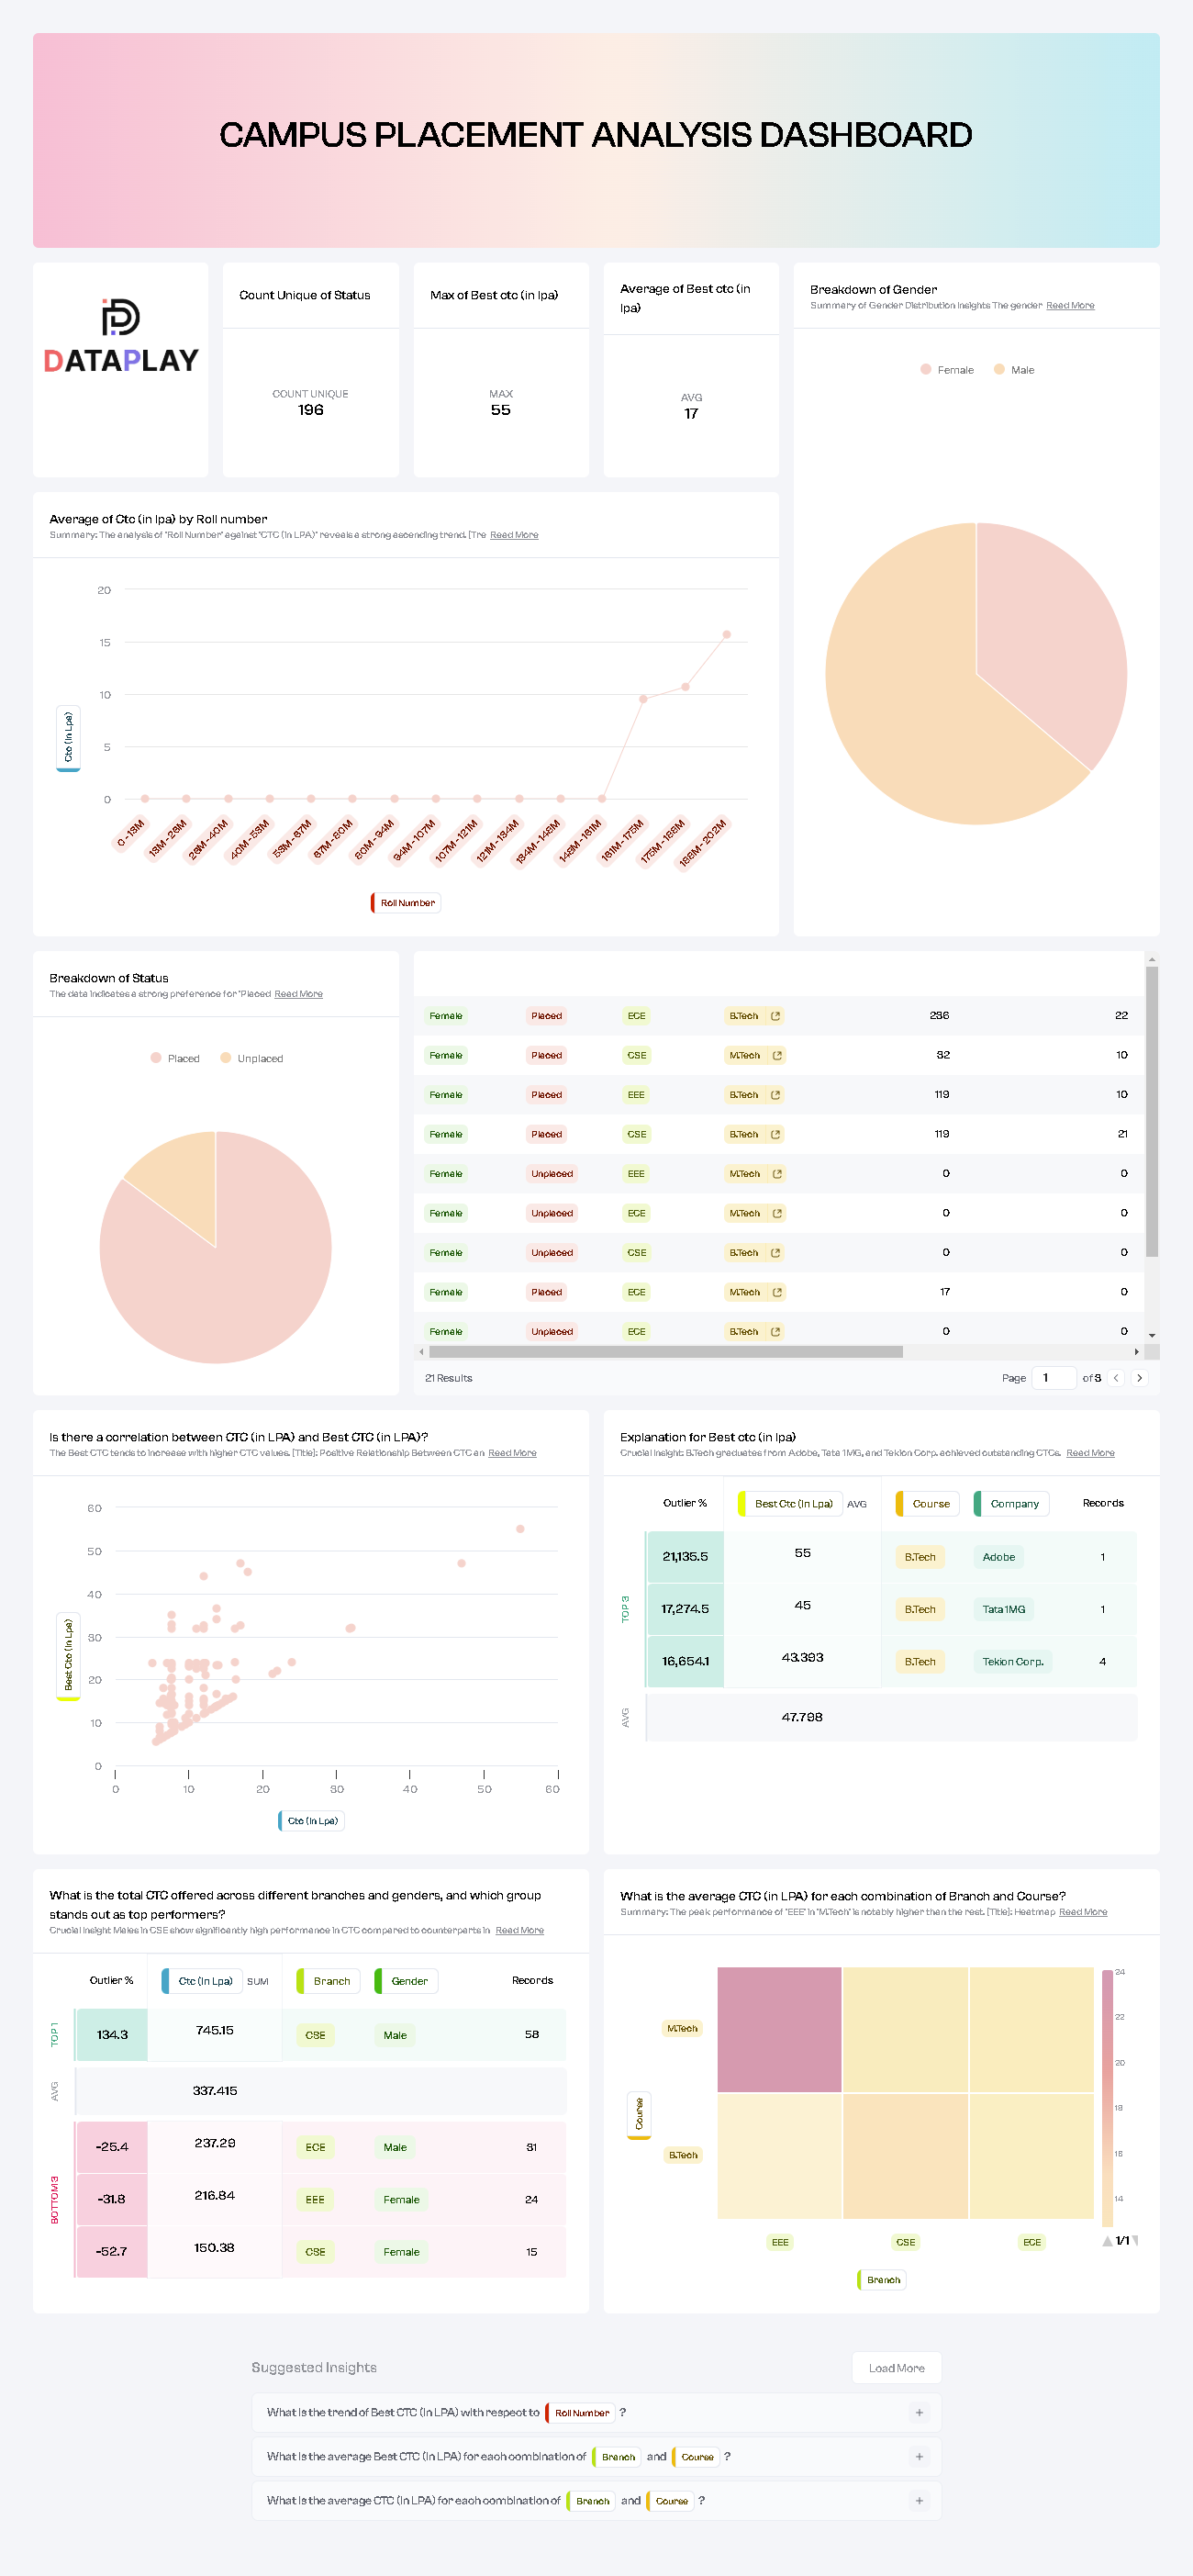 CAMPUS PLACEMENT ANALYSIS DASHBOARD
DATAPLAY
Count Unique of Status
COUNT UNIQUE
196
Max of Best ctc (in lpa)
MAX
55
Average of Best ctc (in
lpa)
AVG
17
Breakdown of Gender
Summary of Gender Distribution Insights The gender Read More
Female Male
Average of Ctc (in lpa) by Roll number
Summary: The analysis of "Roll Number" against "CTC (in LPA)" reveals a strong ascending trend. [Tre Read More
20
15
10
5
0
Ctc (In Lpa)
0 - 13M
13M - 26M
26M - 40M
40M - 53M
53M - 67M
67M - 80M
80M - 94M
94M - 107M
107M - 121M
121M - 134M
134M - 148M
148M - 161M
161M - 175M
175M - 188M
188M - 202M
Roll Number
Breakdown of Status
The data indicates a strong preference for "Placed Read More
Placed Unplaced
Female Placed ECE B.Tech 236 22
Female Placed CSE M.Tech 32 10
Female Placed EEE B.Tech 119 10
Female Placed CSE B.Tech 119 21
Female Unplaced EEE M.Tech 0 0
Female Unplaced ECE M.Tech 0 0
Female Unplaced CSE B.Tech 0 0
Female Placed ECE M.Tech 17 0
Female Unplaced ECE B.Tech 0 0
21 Results
Page 1 of 3
Is there a correlation between CTC (in LPA) and Best CTC (in LPA)?
The Best CTC tends to increase with higher CTC values. [Title]: Positive Relationship Between CTC an Read More
60
50
40
30
20
10
0
Best Ctc (In Lpa)
0 10 20 30 40 50 60
Ctc (In Lpa)
Explanation for Best ctc (in lpa)
Crucial Insight: B.Tech graduates from Adobe, Tata 1MG, and Tekion Corp. achieved outstanding CTCs. Read More
Outlier % Best Ctc (In Lpa) AVG Course Company Records
TOP 3
21,135.5 55 B.Tech Adobe 1
17,274.5 45 B.Tech Tata 1MG 1
16,654.1 43.393 B.Tech Tekion Corp. 4
AVG 47.798
What is the total CTC offered across different branches and genders, and which group
stands out as top performers?
Crucial Insight Males in CSE show significantly high performance in CTC compared to counterparts in Read More
Outlier % Ctc (In Lpa) SUM Branch Gender Records
TOP 1
134.3 745.15 CSE Male 58
AVG 337.415
BOTTOM 3
-25.4 237.29 ECE Male 31
-31.8 216.84 EEE Female 24
-52.7 150.38 CSE Female 15
What is the average CTC (in LPA) for each combination of Branch and Course?
Summary: The peak performance of "EEE" in "M.Tech" is notably higher than the rest. [Title]: Heatmap Read More
M.Tech
B.Tech
Course
EEE CSE ECE
Branch
24
22
20
18
16
14
1/1
Suggested Insights
Load More
What is the trend of Best CTC (in LPA) with respect to Roll Number ?
What is the average Best CTC (in LPA) for each combination of Branch and Course ?
What is the average CTC (in LPA) for each combination of Branch and Course ?